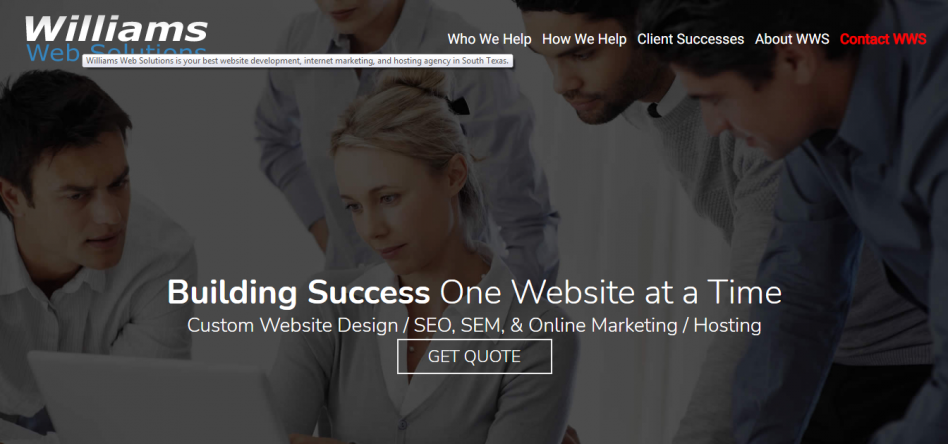 Williams
Web Solutions
Williams Web Solutions is your best website development, internet marketing, and hosting agency in South Texas.
Who We Help How We Help Client Successes About WWS Contact WWS
Building Success One Website at a Time
Custom Website Design / SEO, SEM, & Online Marketing / Hosting
GET QUOTE